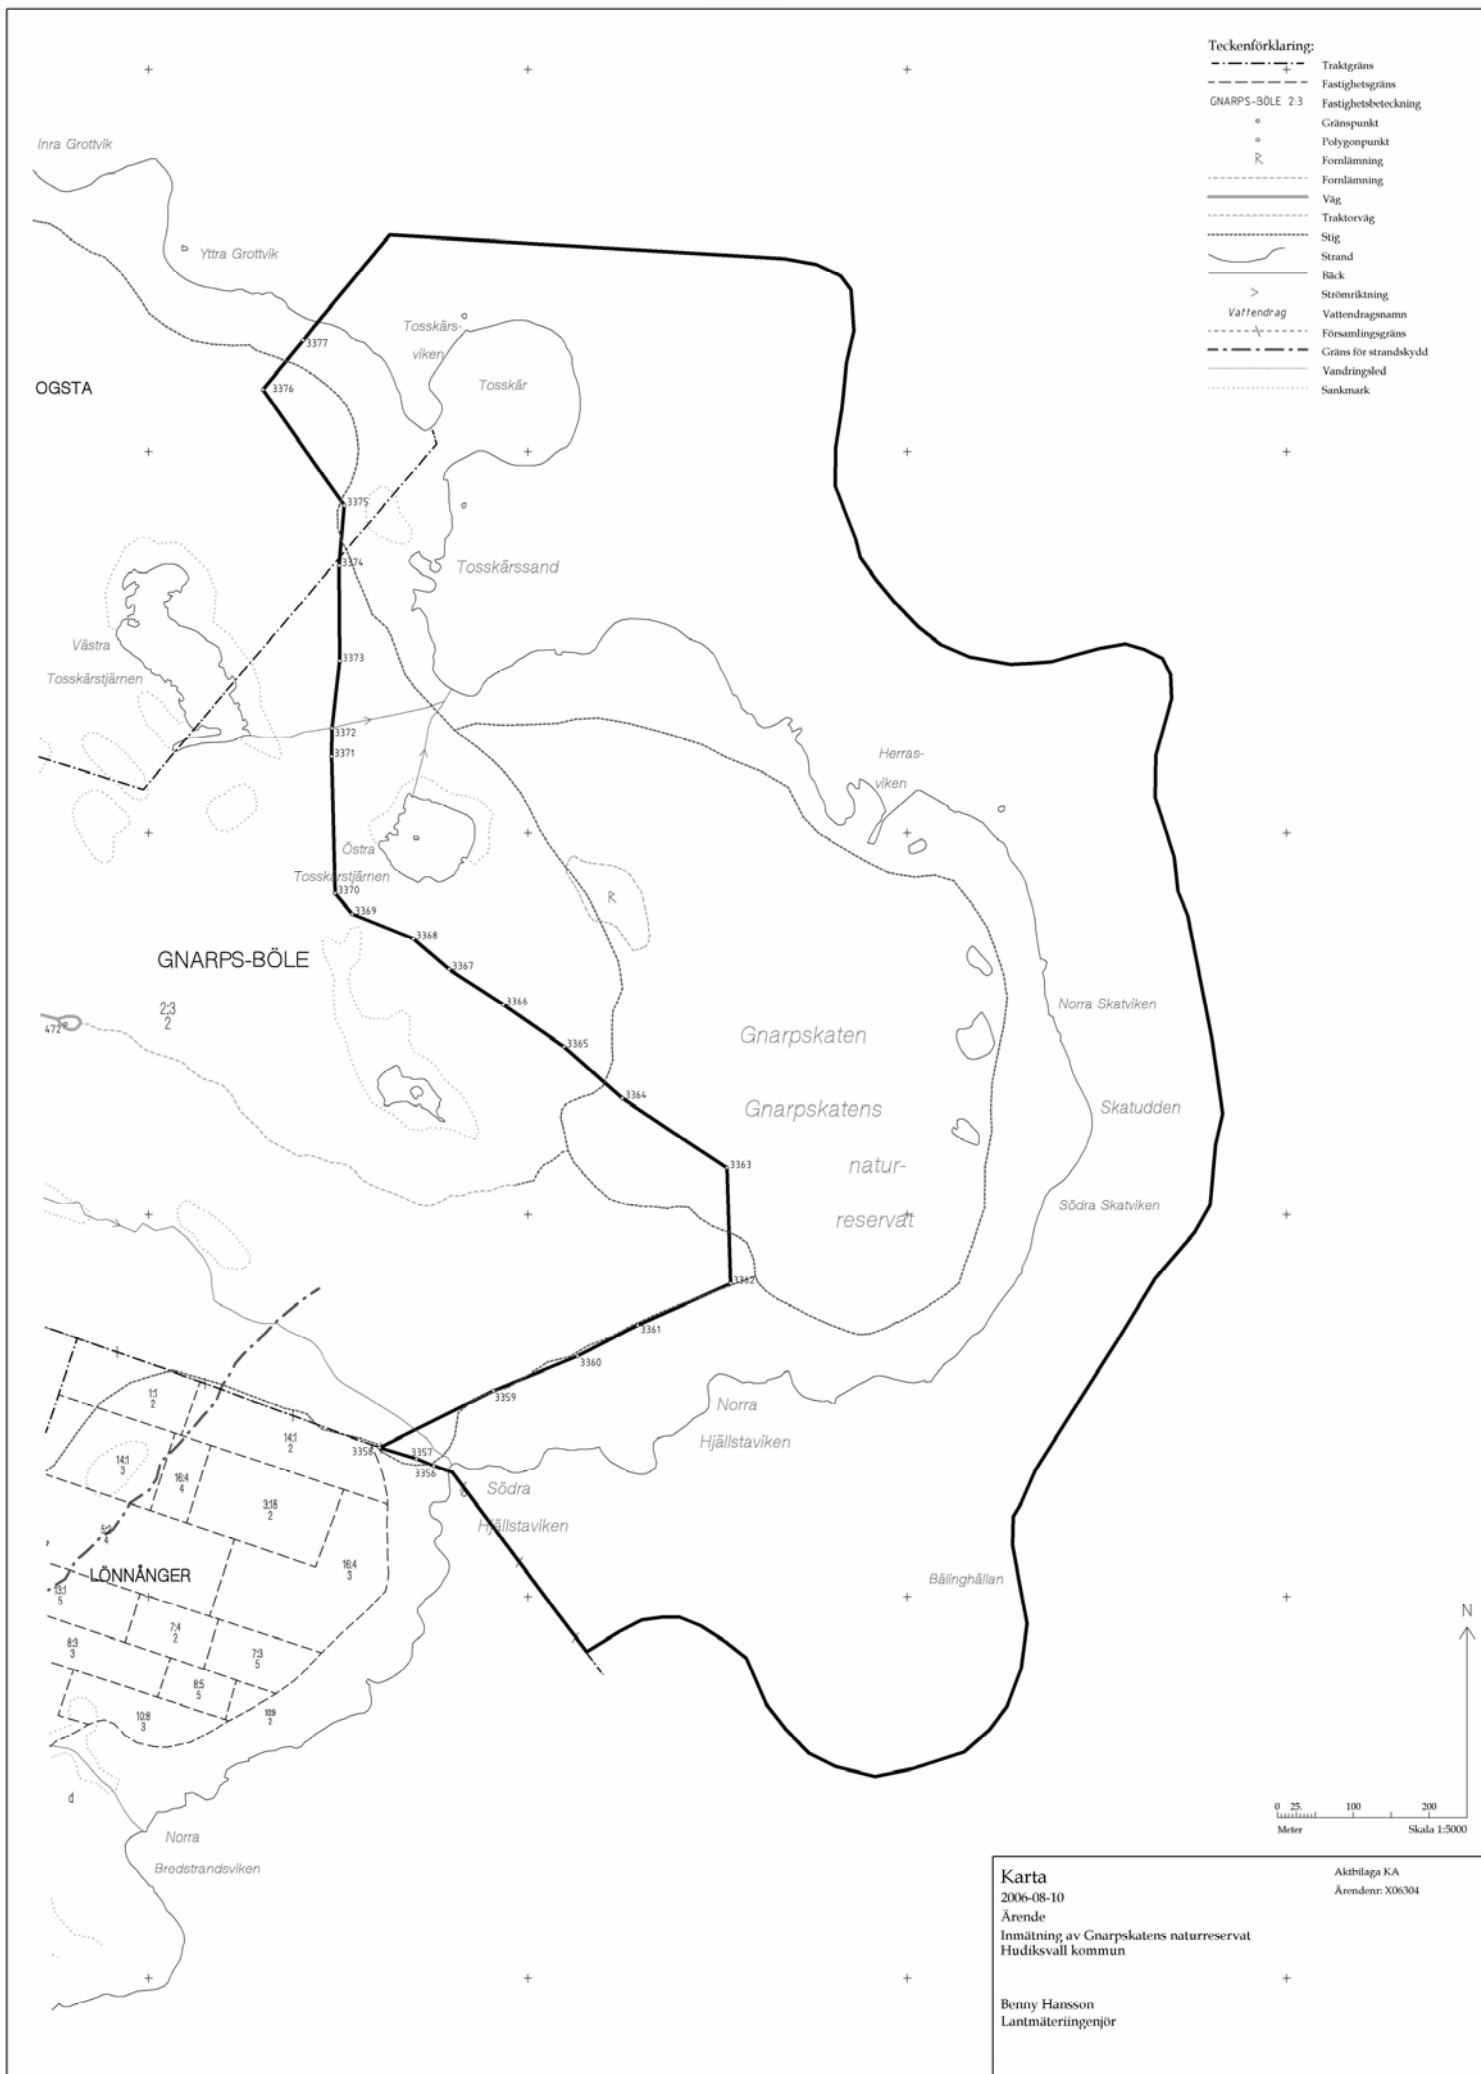 Teckenförklaring:
Traktgräns
Fastighetsgräns
GNARPS-BÖLE 2:3 Fastighetsbeteckning
Gränspunkt
Polygonpunkt
R Fornlämning
Fornlämning
Väg
Traktorväg
Stig
Strand
Bäck
> Strömriktning
Vattendrag Vattendragsnamn
Församlingsgräns
Gräns för strandskydd
Vandringsled
Sankmark
Inra Grottvik
Yttra Grottvik
Tosskärs-
viken
Tosskär
3377
3376
OGSTA
3375
3374
Tosskärssand
Västra
Tosskärstjärnen
3373
3372
3371
Herras-
viken
Östra
Tosskärstjärnen
3370
3369
R
3368
3367
GNARPS-BÖLE
2:3
2
472
3366
3365
3364
Norra Skatviken
Gnarpskaten
Gnarpskatens
natur-
reservat
Skatudden
Södra Skatviken
3363
3362
3361
3360
3359
3358
3357
3356
Norra
Hjällstaviken
Södra
Hjällstaviken
Bälinghällan
1:1
2
14:1
2
14:1
3
16:4
4
3:18
2
5:2
4
16:4
3
LÖNNÅNGER
13:1
5
7:4
2
8:3
3
7:3
5
8:5
5
10:8
3
10:9
2
d
Norra
Bredstrandsviken
N
0 25. 100 200
Meter Skala 1:5000
Karta
2006-08-10
Ärende
Inmätning av Gnarpskatens naturreservat
Hudiksvall kommun
Benny Hansson
Lantmäteriingenjör
Aktbilaga KA
Ärendenr: X06304